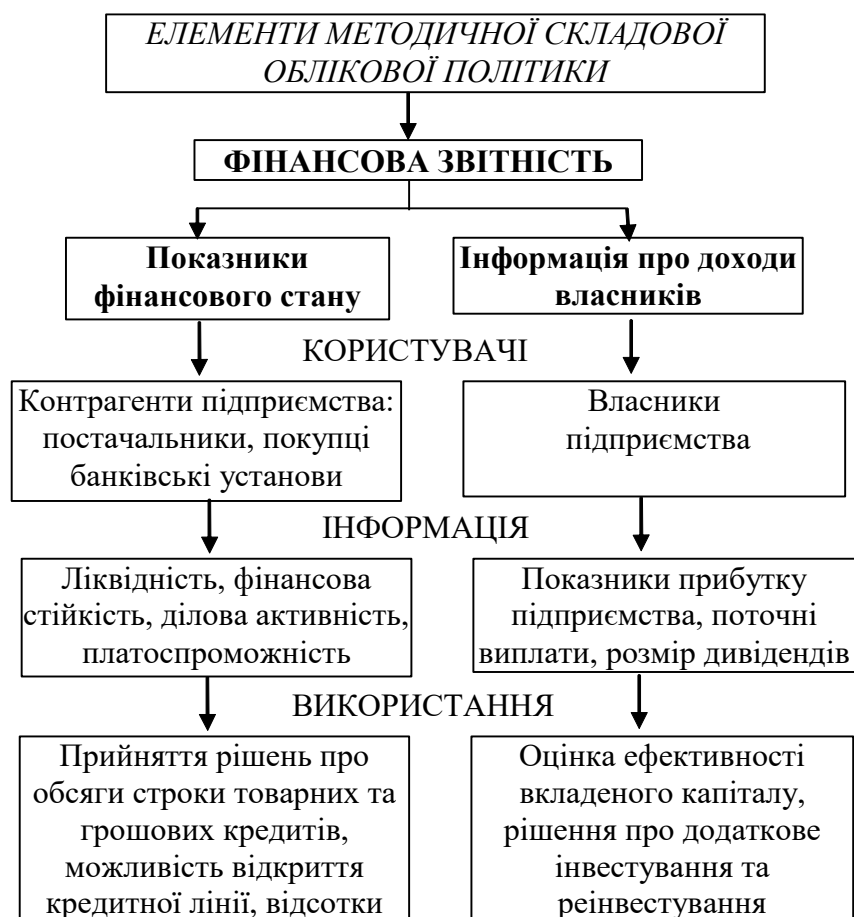 ЕЛЕМЕНТИ МЕТОДИЧНОЇ СКЛАДОВОЇ
ОБЛІКОВОЇ ПОЛІТИКИ
ФІНАНСОВА ЗВІТНІСТЬ
Показники
фінансового стану
Інформація про доходи
власників
КОРИСТУВАЧІ
Контрагенти підприємства:
постачальники, покупці
банківські установи
Власники
підприємства
ІНФОРМАЦІЯ
Ліквідність, фінансова
стійкість, ділова активність,
платоспроможність
Показники прибутку
підприємства, поточні
виплати, розмір дивідендів
ВИКОРИСТАННЯ
Прийняття рішень про
обсяги строки товарних та
грошових кредитів,
можливість відкриття
кредитної лінії, відсотки
Оцінка ефективності
вкладеного капіталу,
рішення про додаткове
інвестування та
реінвестування